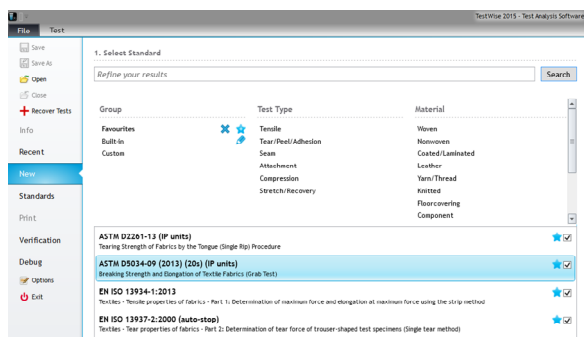 TestWise 2015 - Test Analysis Software
File Test
Save
Save As
Open
Close
Recover Tests
Info
Recent
New
Standards
Print
Verification
Debug
Options
Exit
1. Select Standard
Refine your results
Search
Group
Favourites
Built-in
Custom
Test Type
Tensile
Tear/Peel/Adhesion
Seam
Attachment
Compression
Stretch/Recovery
Material
Woven
Nonwoven
Coated/Laminated
Leather
Yarn/Thread
Knitted
Floorcovering
Component
ASTM D2261-13 (IP units)
Tearing Strength of Fabrics by the Tongue (Single Rip) Procedure
ASTM D5034-09 (2013) (20s) (IP units)
Breaking Strength and Elongation of Textile Fabrics (Grab Test)
EN ISO 13934-1:2013
Textiles - Tensile properties of fabrics - Part 1: Determination of maximum force and elongation at maximum force using the strip method
EN ISO 13937-2:2000 (auto-stop)
Textiles - Tear properties of fabrics - Part 2: Determination of tear force of trouser-shaped test specimens (Single tear method)